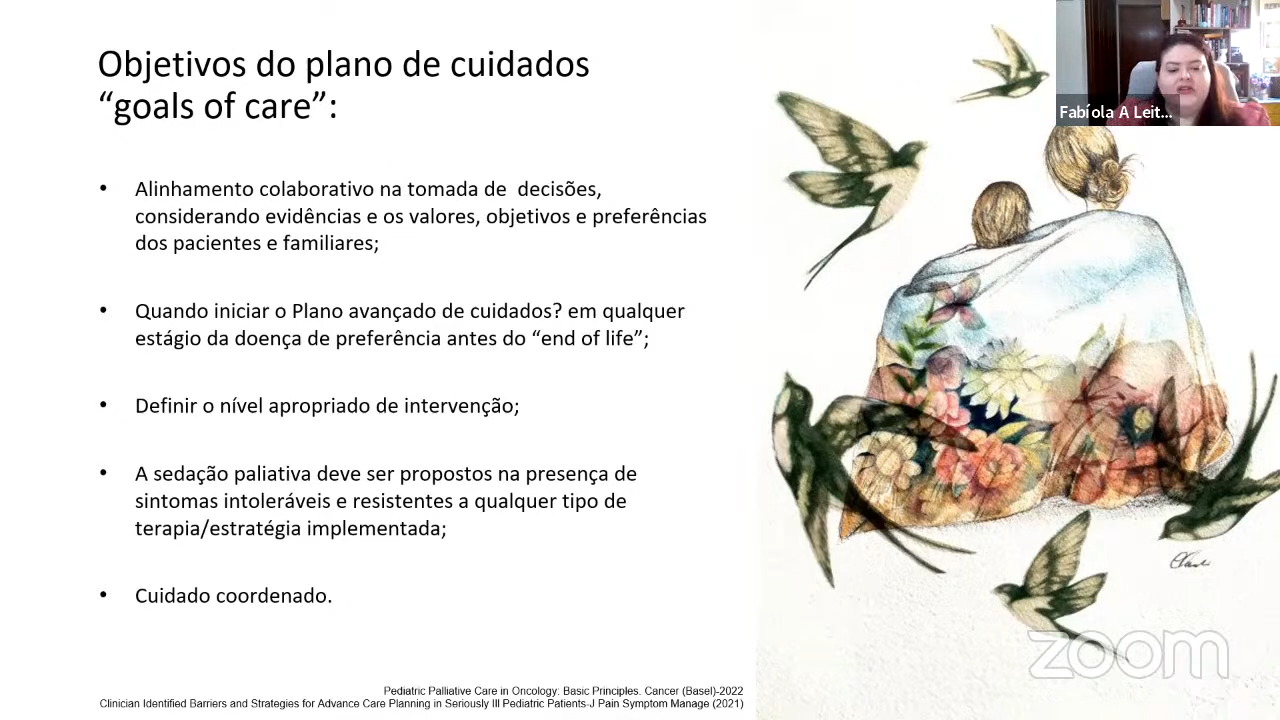 Objetivos do plano de cuidados
“goals of care”:
Fabíola A Leit...
• Alinhamento colaborativo na tomada de  decisões,
considerando evidências e os valores, objetivos e preferências
dos pacientes e familiares;
• Quando iniciar o Plano avançado de cuidados? em qualquer
estágio da doença de preferência antes do “end of life”;
• Definir o nível apropriado de intervenção;
• A sedação paliativa deve ser propostos na presença de
sintomas intoleráveis e resistentes a qualquer tipo de
terapia/estratégia implementada;
• Cuidado coordenado.
zoom
Pediatric Palliative Care in Oncology: Basic Principles. Cancer (Basel)-2022
Clinician Identified Barriers and Strategies for Advance Care Planning in Seriously III Pediatric Patients-J Pain Symptom Manage (2021)